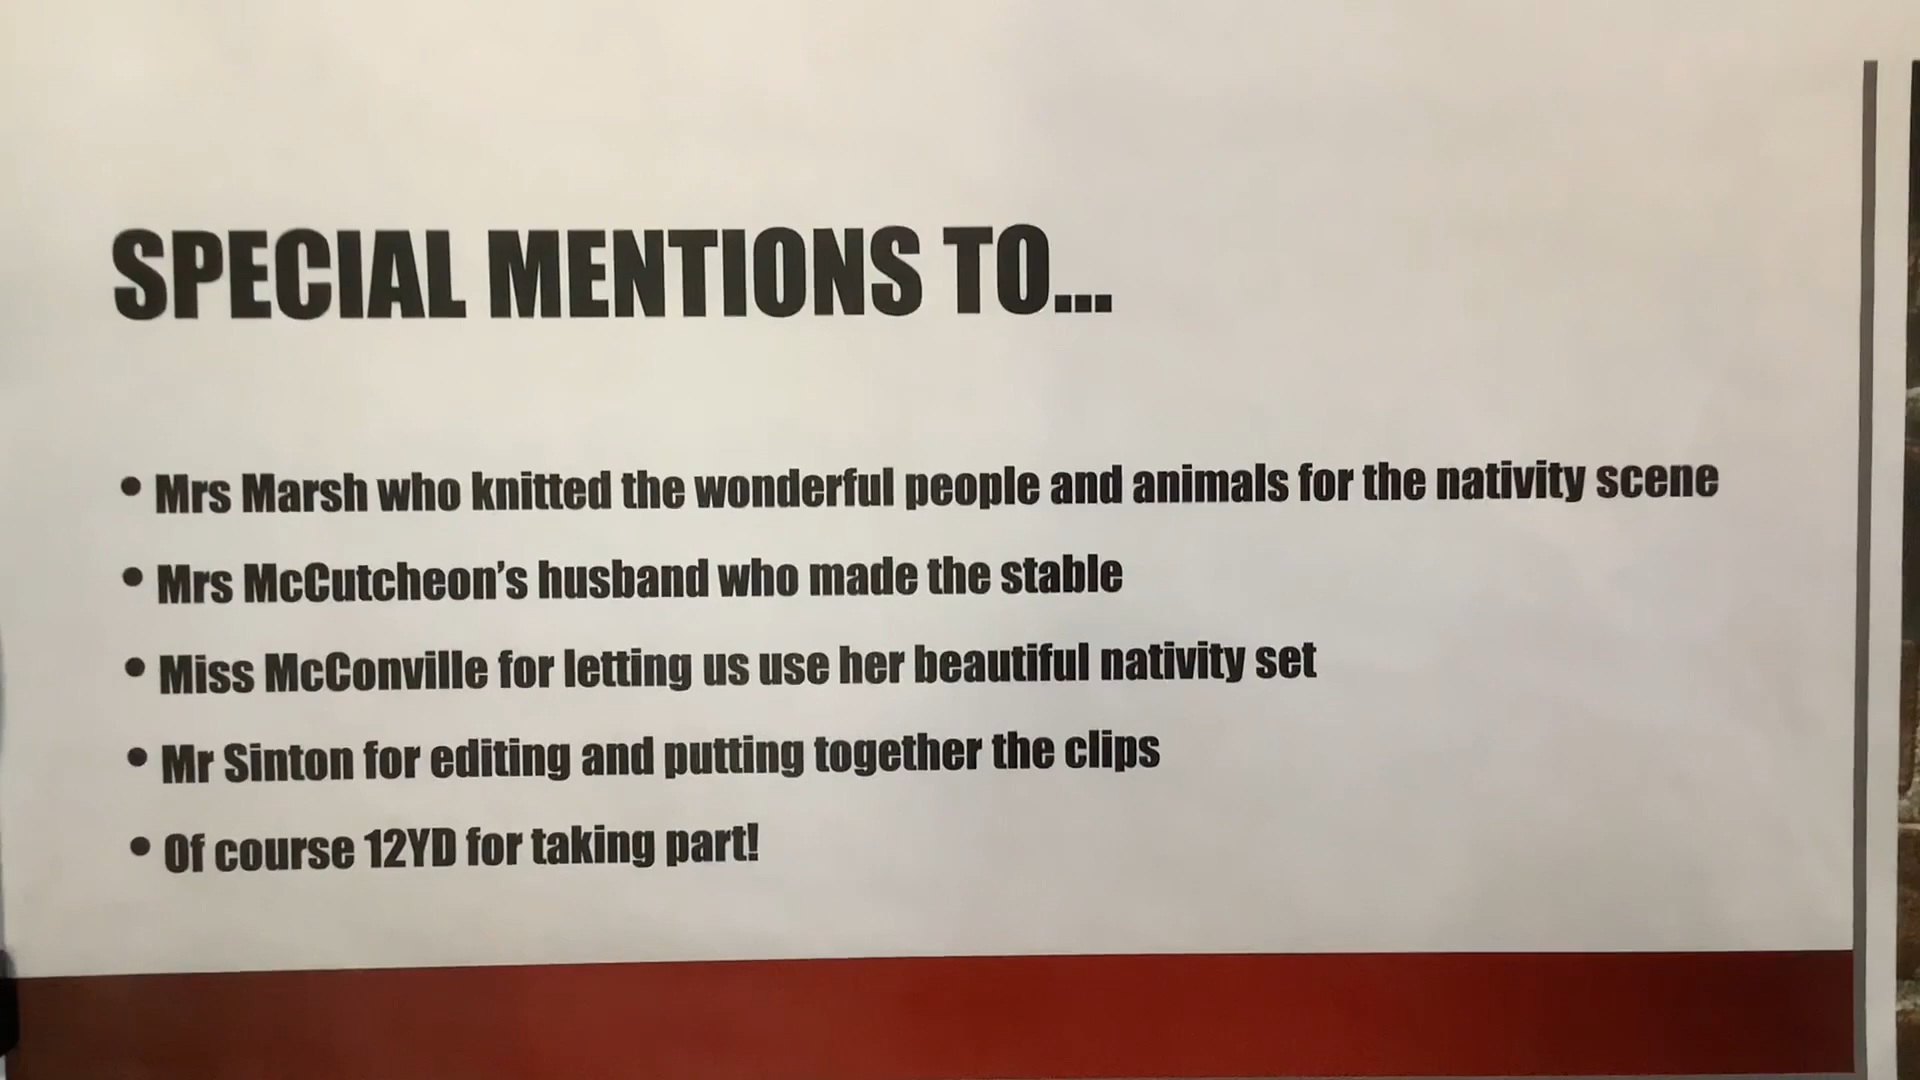 SPECIAL MENTIONS TO...
• Mrs Marsh who knitted the wonderful people and animals for the nativity scene
• Mrs McCutcheon’s husband who made the stable
• Miss McConville for letting us use her beautiful nativity set
• Mr Sinton for editing and putting together the clips
• Of course 12YD for taking part!